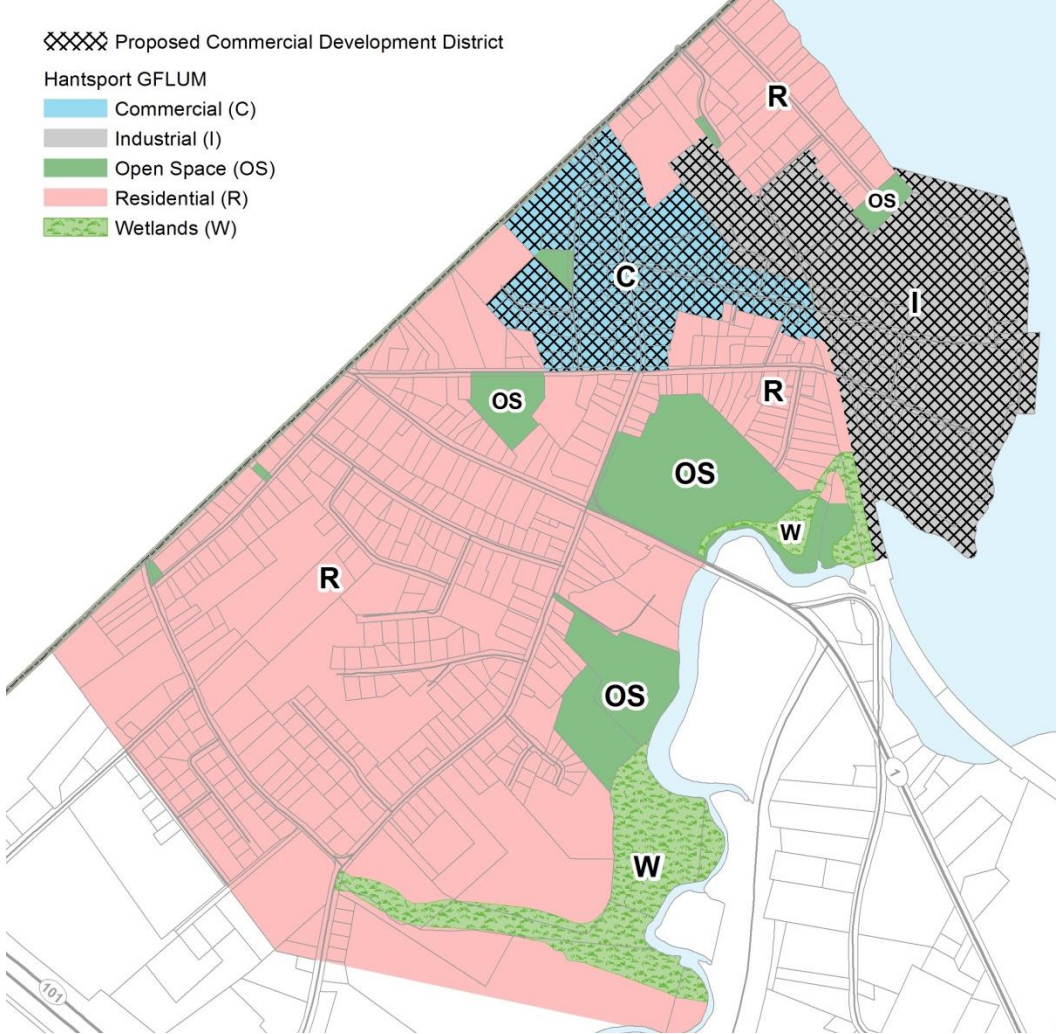 Proposed Commercial Development District
Hantsport GFLUM
Commercial (C)
Industrial (I)
Open Space (OS)
Residential (R)
Wetlands (W)
R
OS
C
I
R
OS
OS
W
R
OS
1
W
101